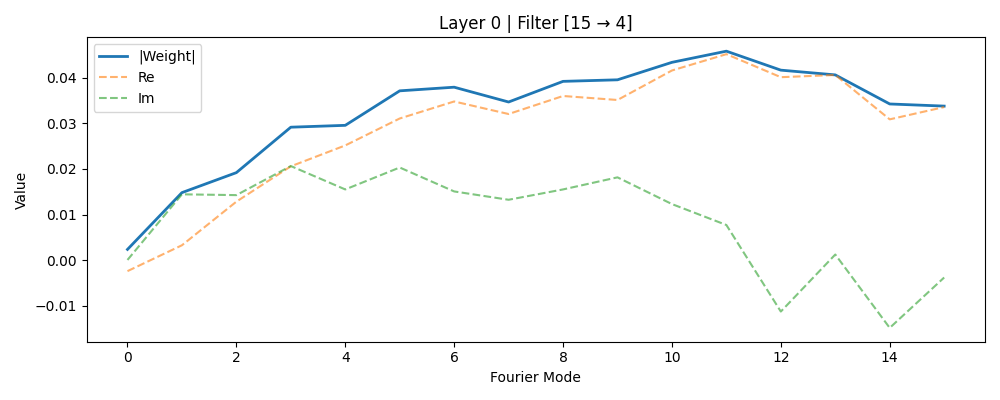 Layer 0 | Filter [15 → 4]
|Weight|
Re
Im
0.04
0.03
0.02
0.01
0.00
−0.01
Value
0 2 4 6 8 10 12 14
Fourier Mode